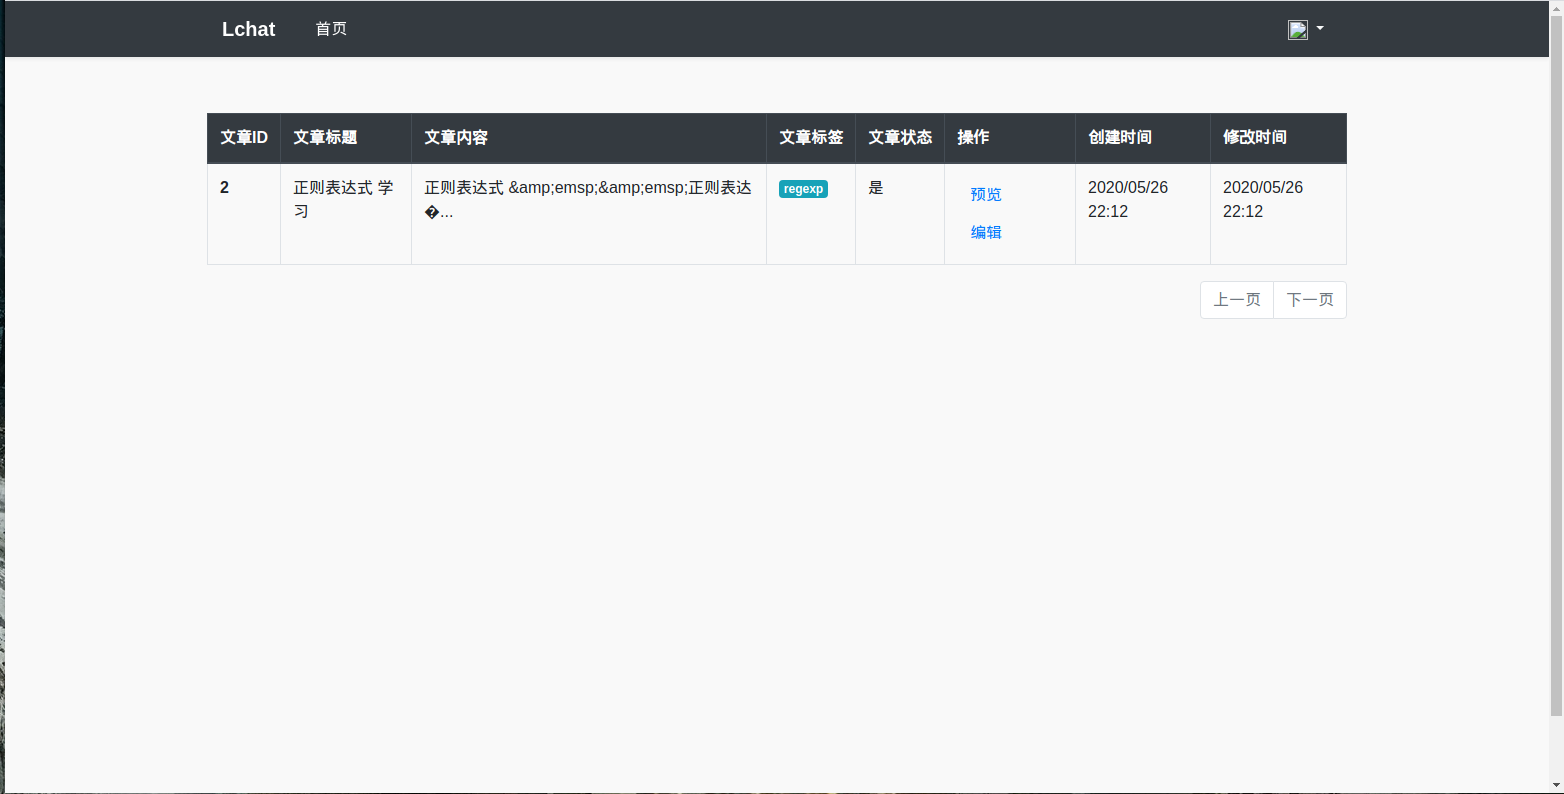 Lchat 首页
文章ID 文章标题 文章内容 文章标签 文章状态 操作 创建时间 修改时间
2 正则表达式 学 正则表达式 &amp;emsp;&amp;emsp;正则表达 regexp 是 预览 2020/05/26 2020/05/26
习 �... 22:12 22:12
编辑
上一页 下一页